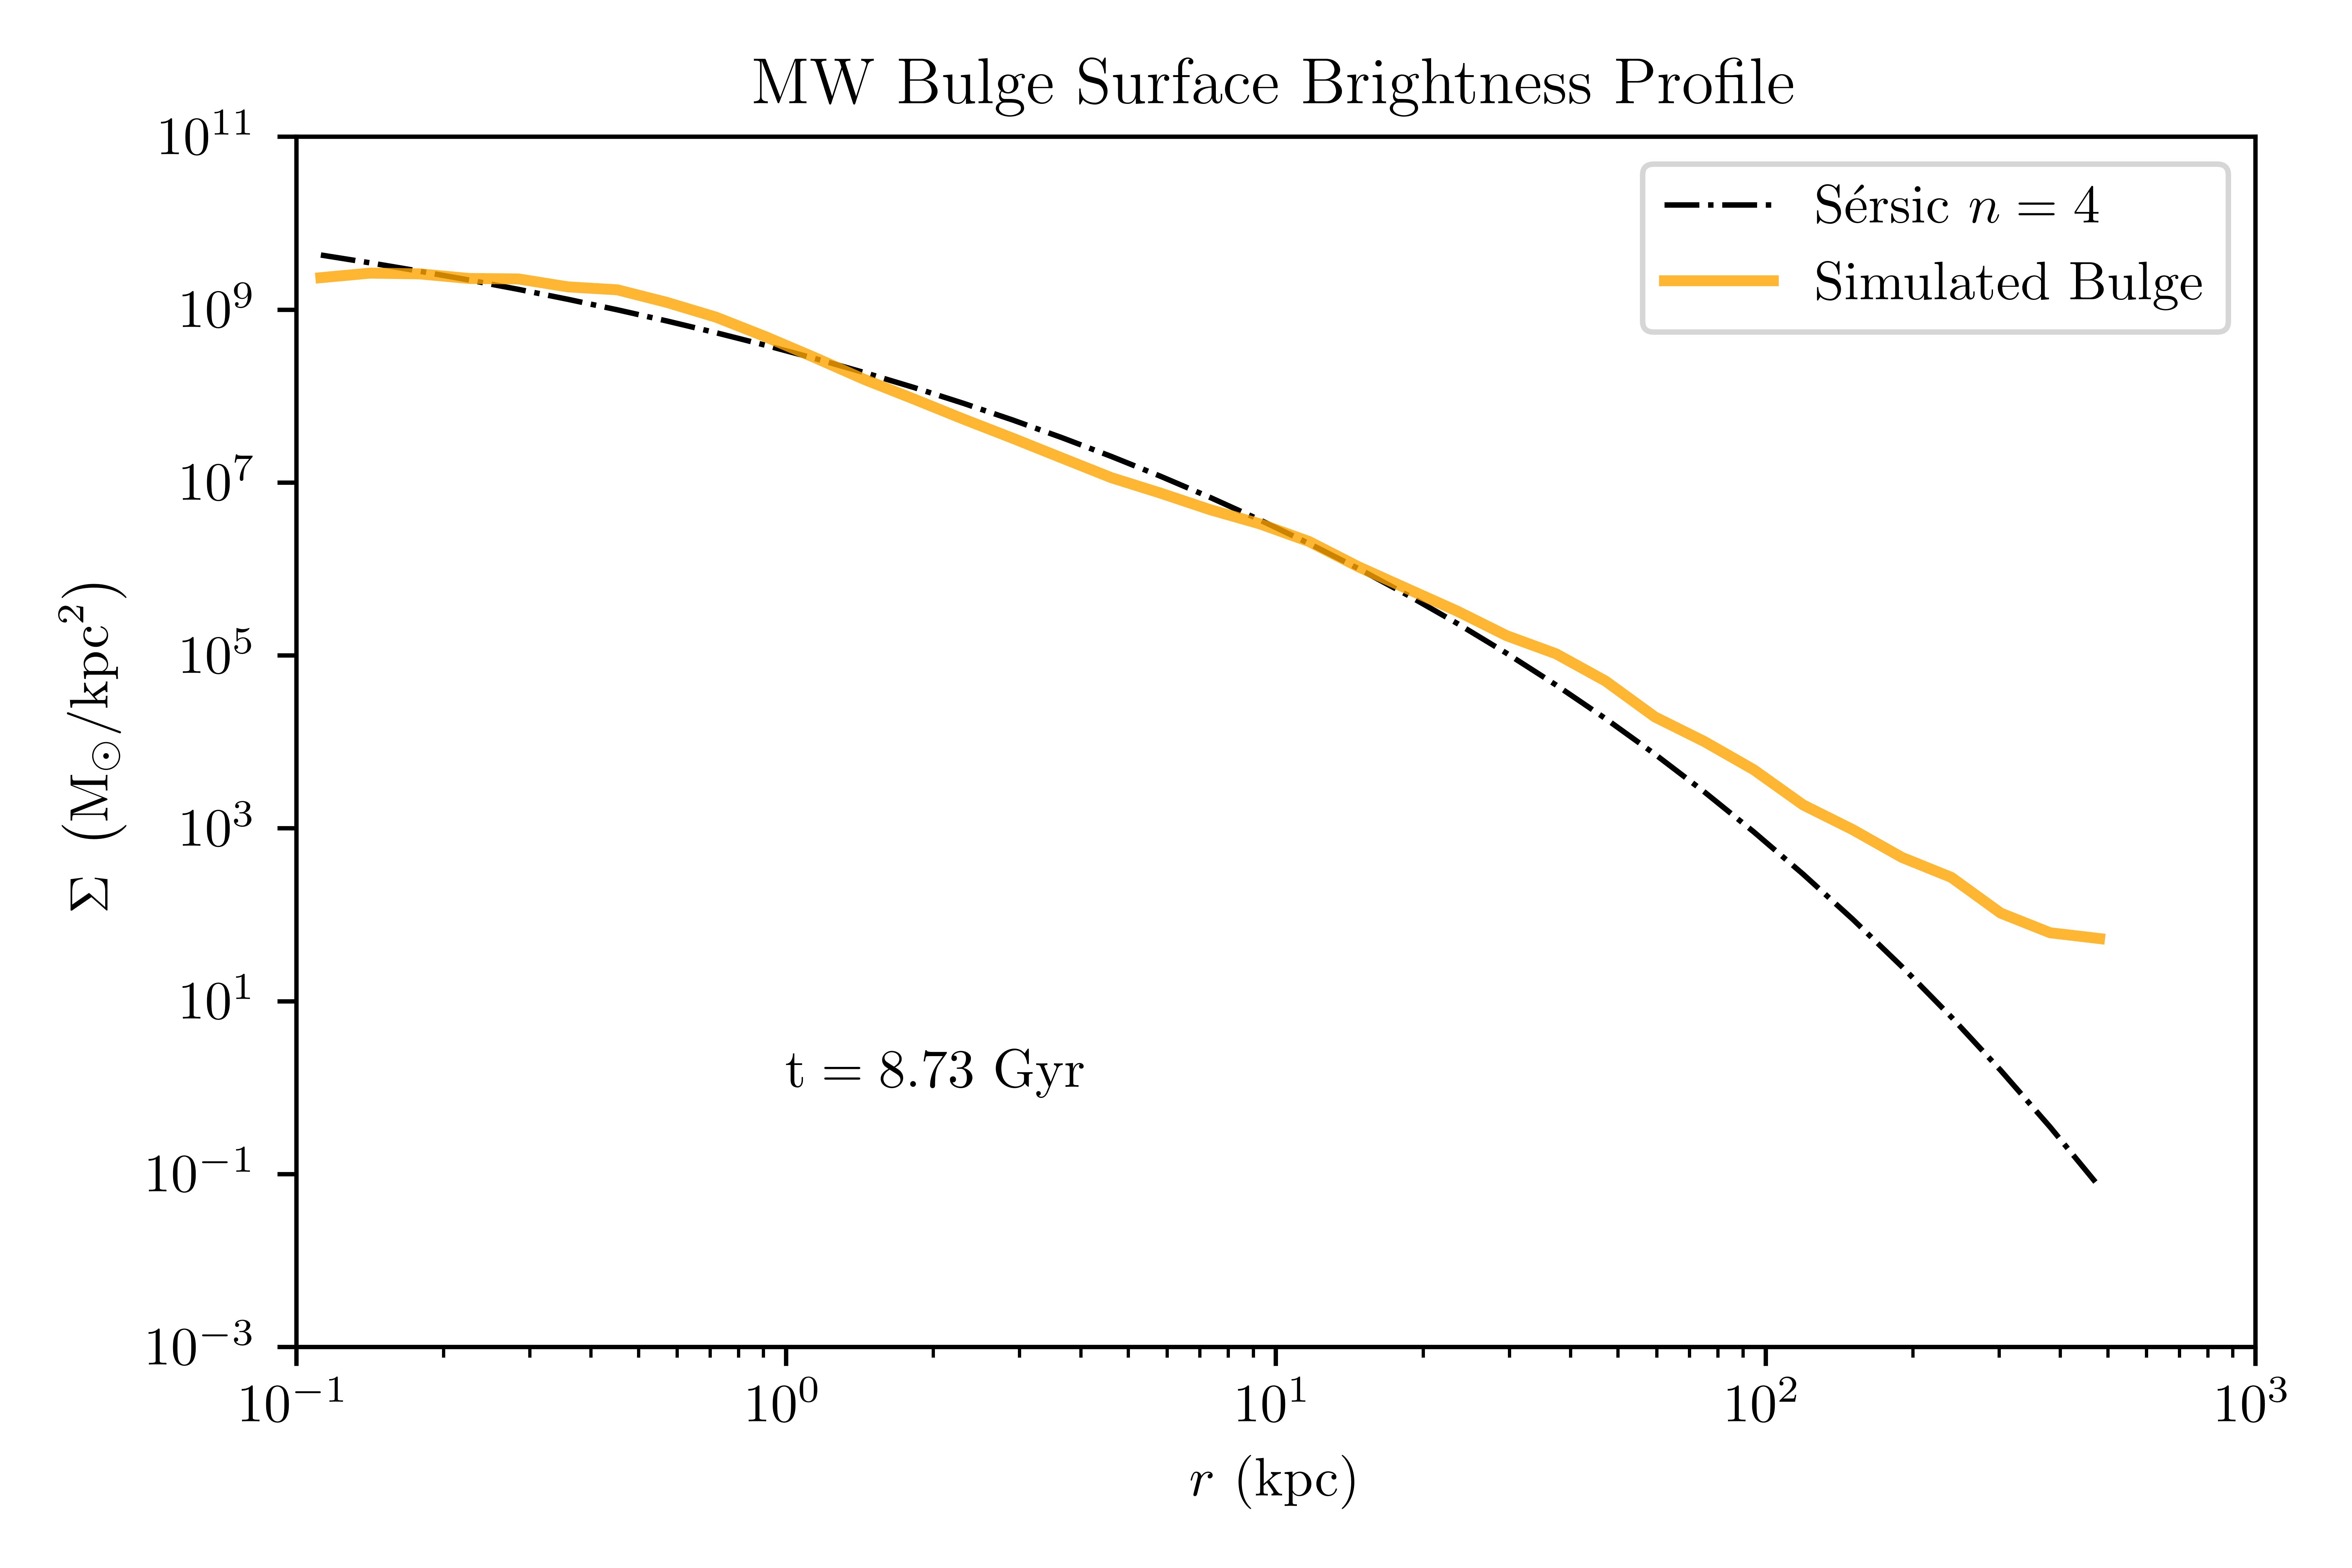 MW Bulge Surface Brightness Profile
Sérsic n = 4
Simulated Bulge
Σ (M⊙/kpc²)
10¹¹
10⁹
10⁷
10⁵
10³
10¹
10⁻¹
10⁻³
t = 8.73 Gyr
10⁻¹ 10⁰ 10¹ 10² 10³
r (kpc)